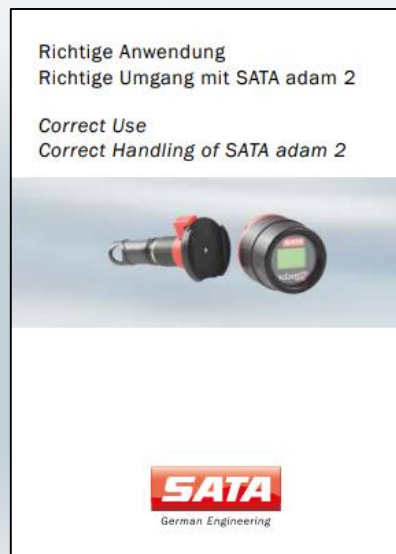 Richtige Anwendung
Richtige Umgang mit SATA adam 2
Correct Use
Correct Handling of SATA adam 2
SATA
SATA
German Engineering